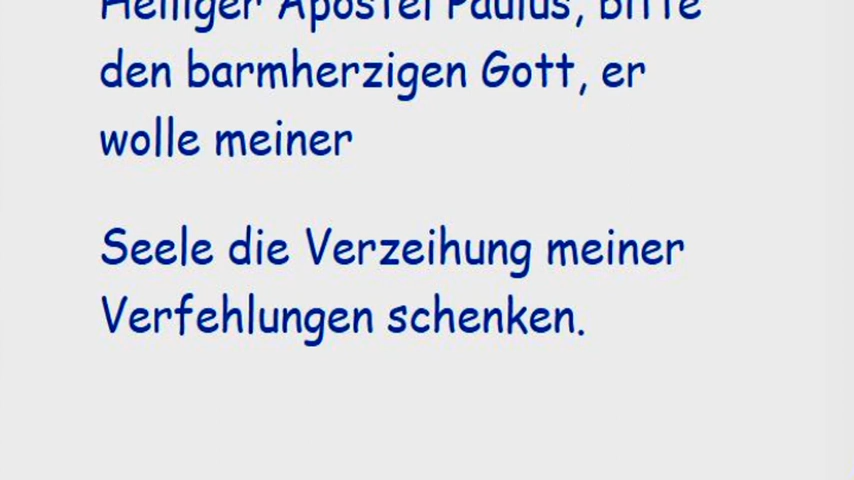 Heiliger Apostel Paulus, bitte
den barmherzigen Gott, er
wolle meiner
Seele die Verzeihung meiner
Verfehlungen schenken.